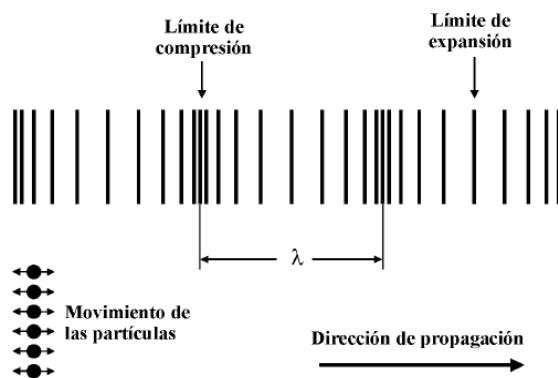 Límite de
compresión
Límite de
expansión
λ
Movimiento de
las partículas
Dirección de propagación